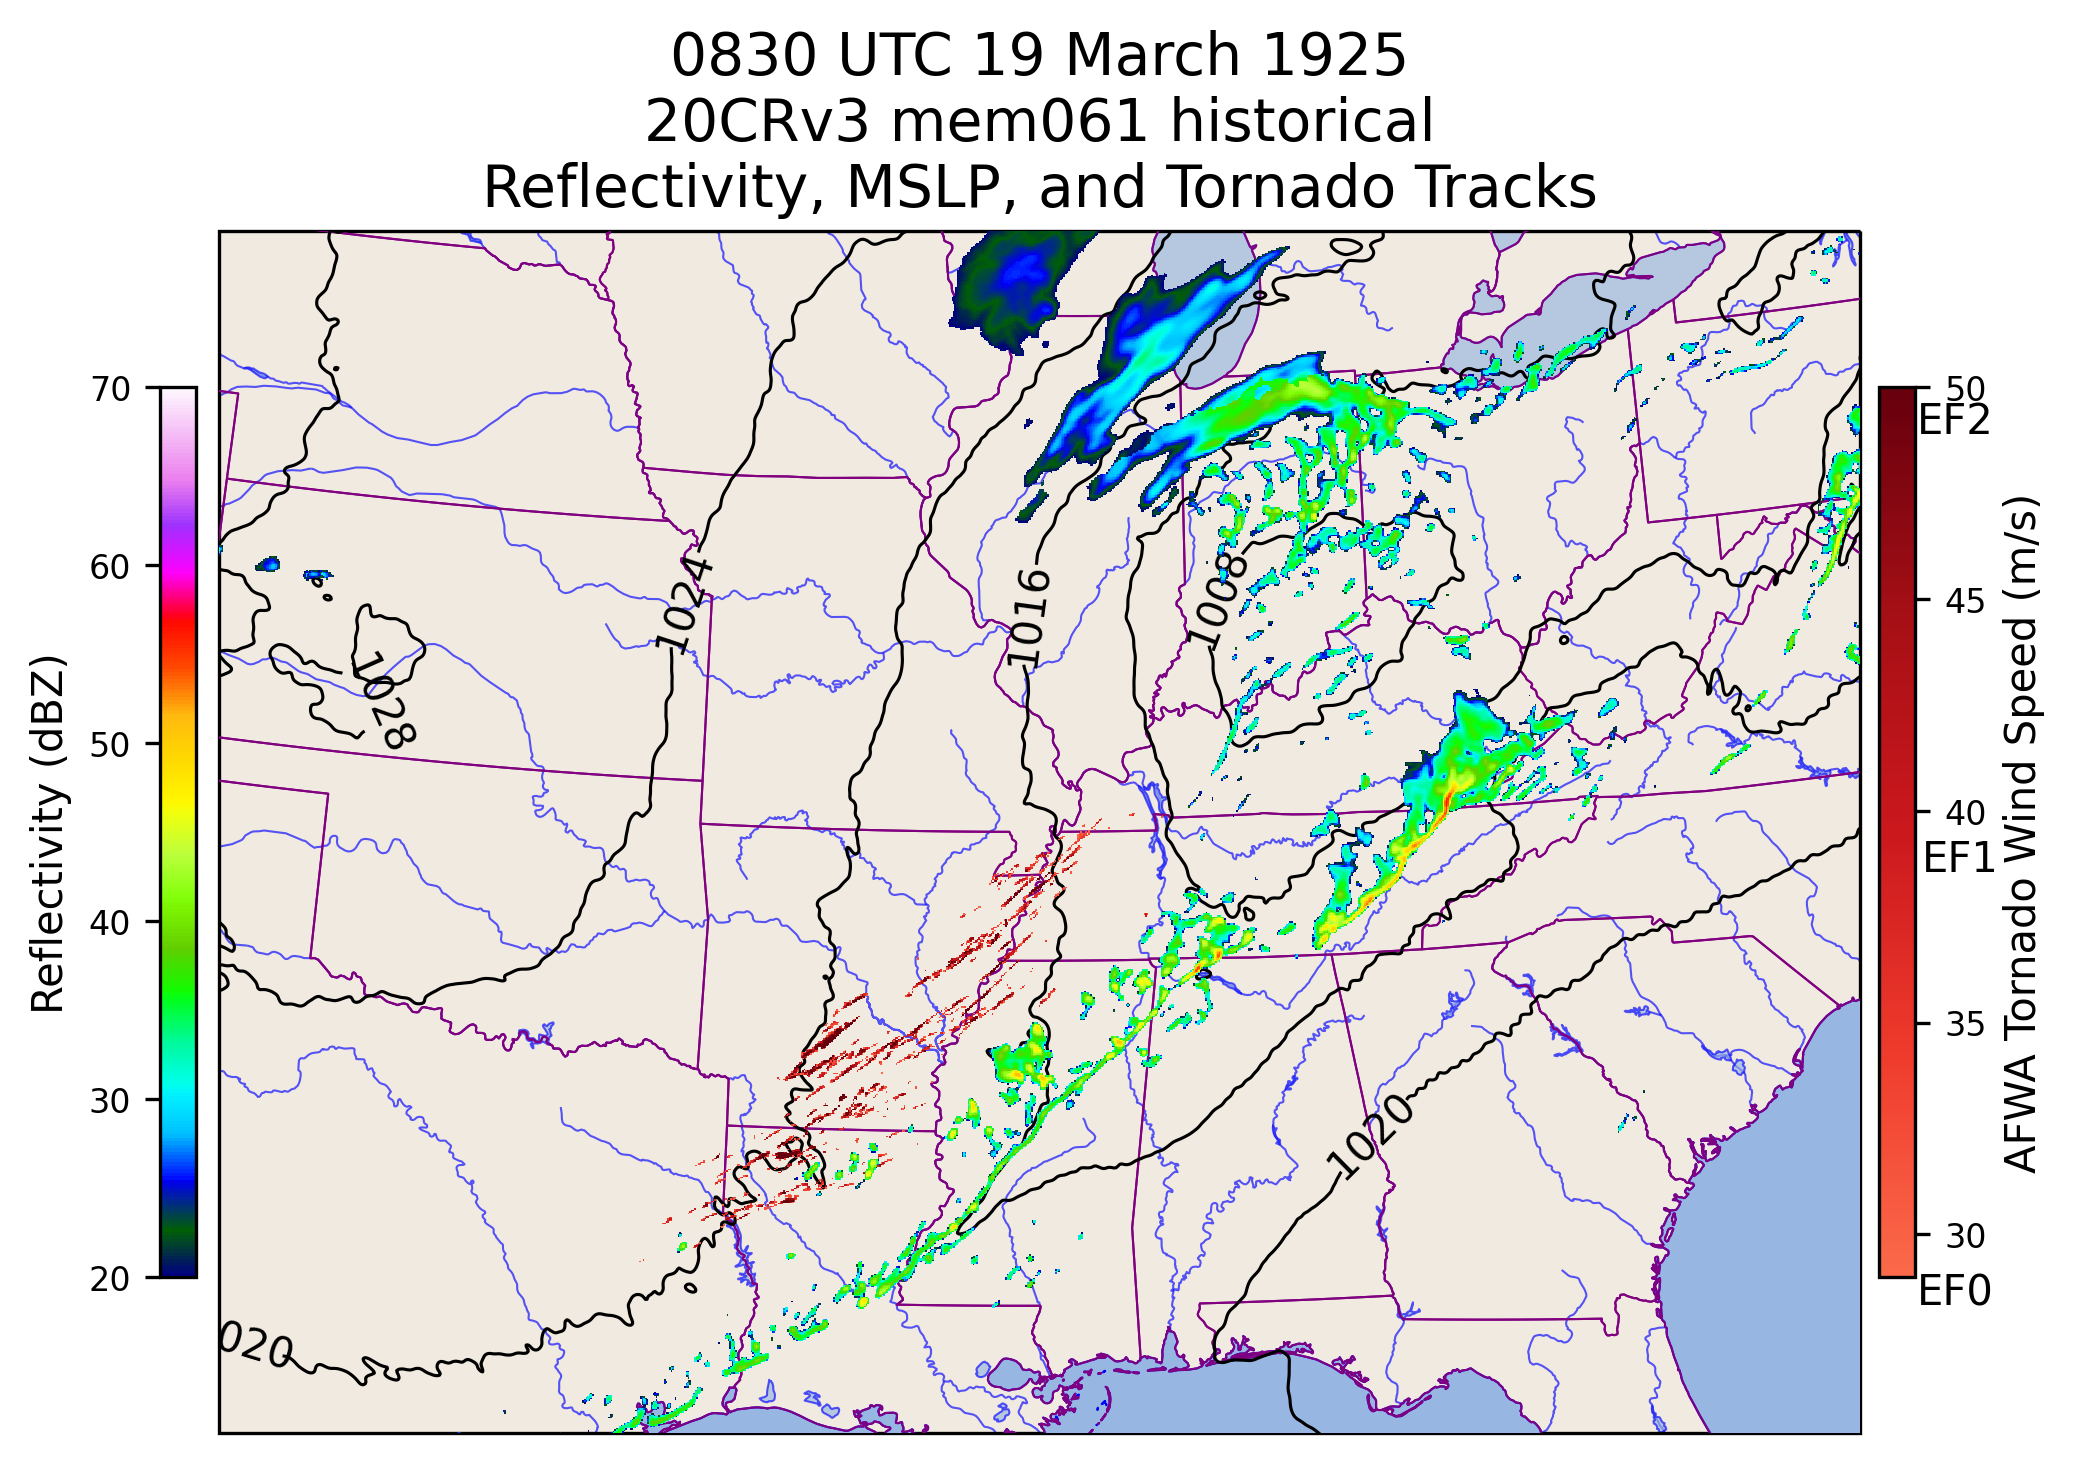 0830 UTC 19 March 1925
20CRv3 mem061 historical
Reflectivity, MSLP, and Tornado Tracks
Reflectivity (dBZ)
70
60
50
40
30
20
1024
1016
1008
1028
1020
020
50
EF2
45
40
EF1
35
30
EF0
AFWA Tornado Wind Speed (m/s)